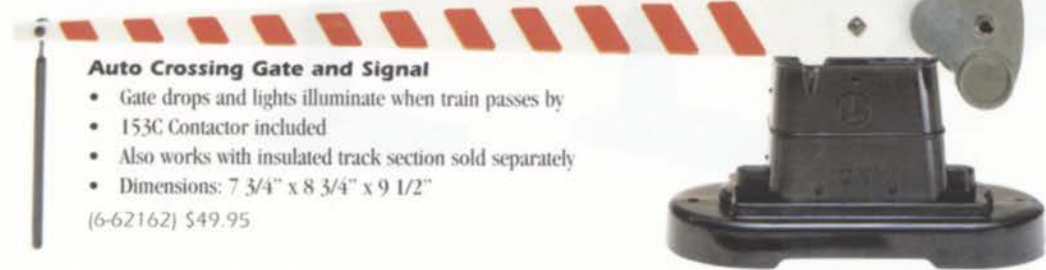 Auto Crossing Gate and Signal
• Gate drops and lights illuminate when train passes by
• 153C Contactor included
• Also works with insulated track section sold separately
• Dimensions: 7 3/4" x 8 3/4" x 9 1/2"
(6-62162) $49.95